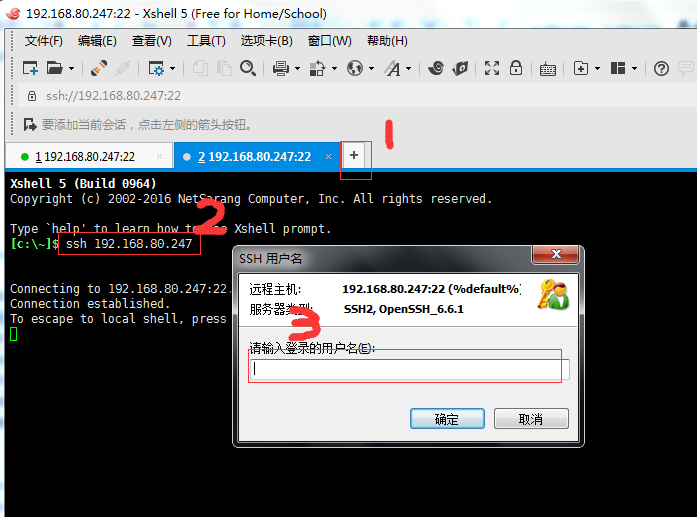 192.168.80.247:22 - Xshell 5 (Free for Home/School)
文件(F) 编辑(E) 查看(V) 工具(T) 选项卡(B) 窗口(W) 帮助(H)
ssh://192.168.80.247:22
要添加当前会话，点击左侧的箭头按钮。
1
1 192.168.80.247:22 × 2 192.168.80.247:22 × +
Xshell 5 (Build 0964)
Copyright (c) 2002-2016 NetSarang Computer, Inc. All rights reserved.
2
Type `help' to learn how to use Xshell prompt.
[c:\~]$ ssh 192.168.80.247
Connecting to 192.168.80.247:22.
Connection established.
To escape to local shell, press
SSH 用户名
远程主机: 192.168.80.247:22 (%default%)
服务器类型: SSH2, OpenSSH_6.6.1
3
请输入登录的用户名(E):
确定 取消